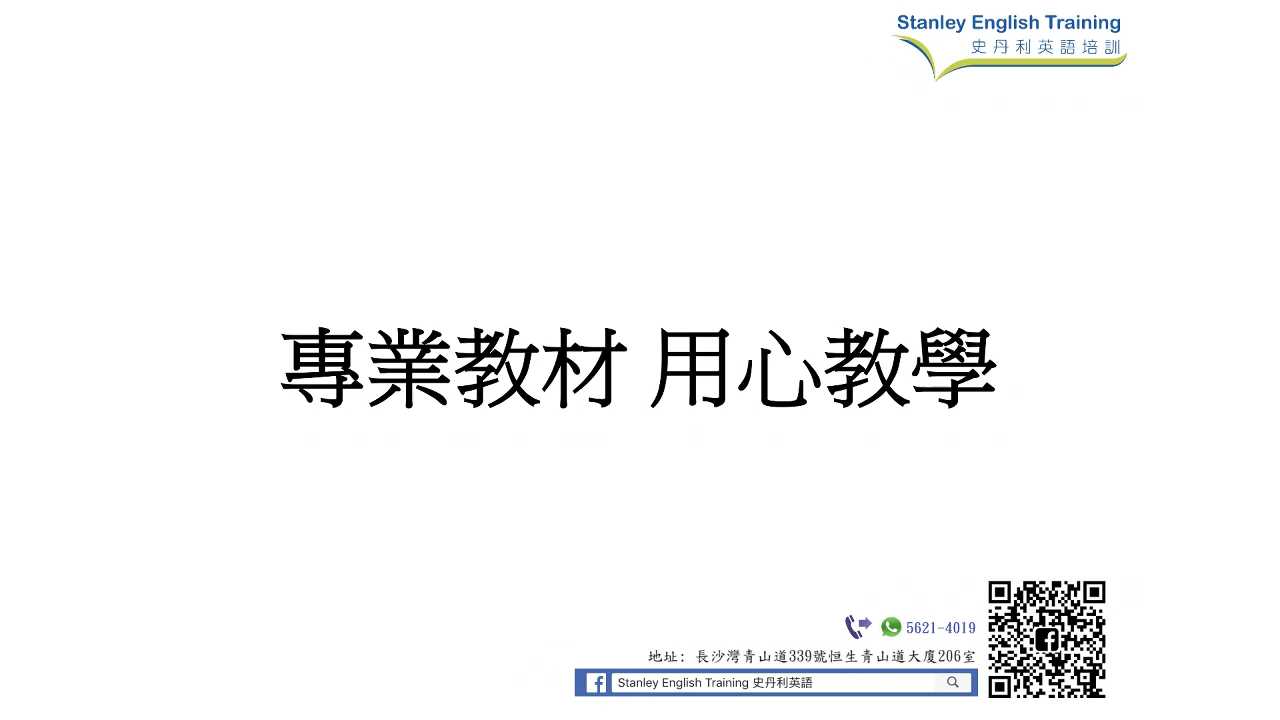 Stanley English Training
史丹利英語培訓
專業教材 用心教學
5621-4019
地址: 長沙灣青山道339號恒生青山道大廈206室
Stanley English Training 史丹利英語